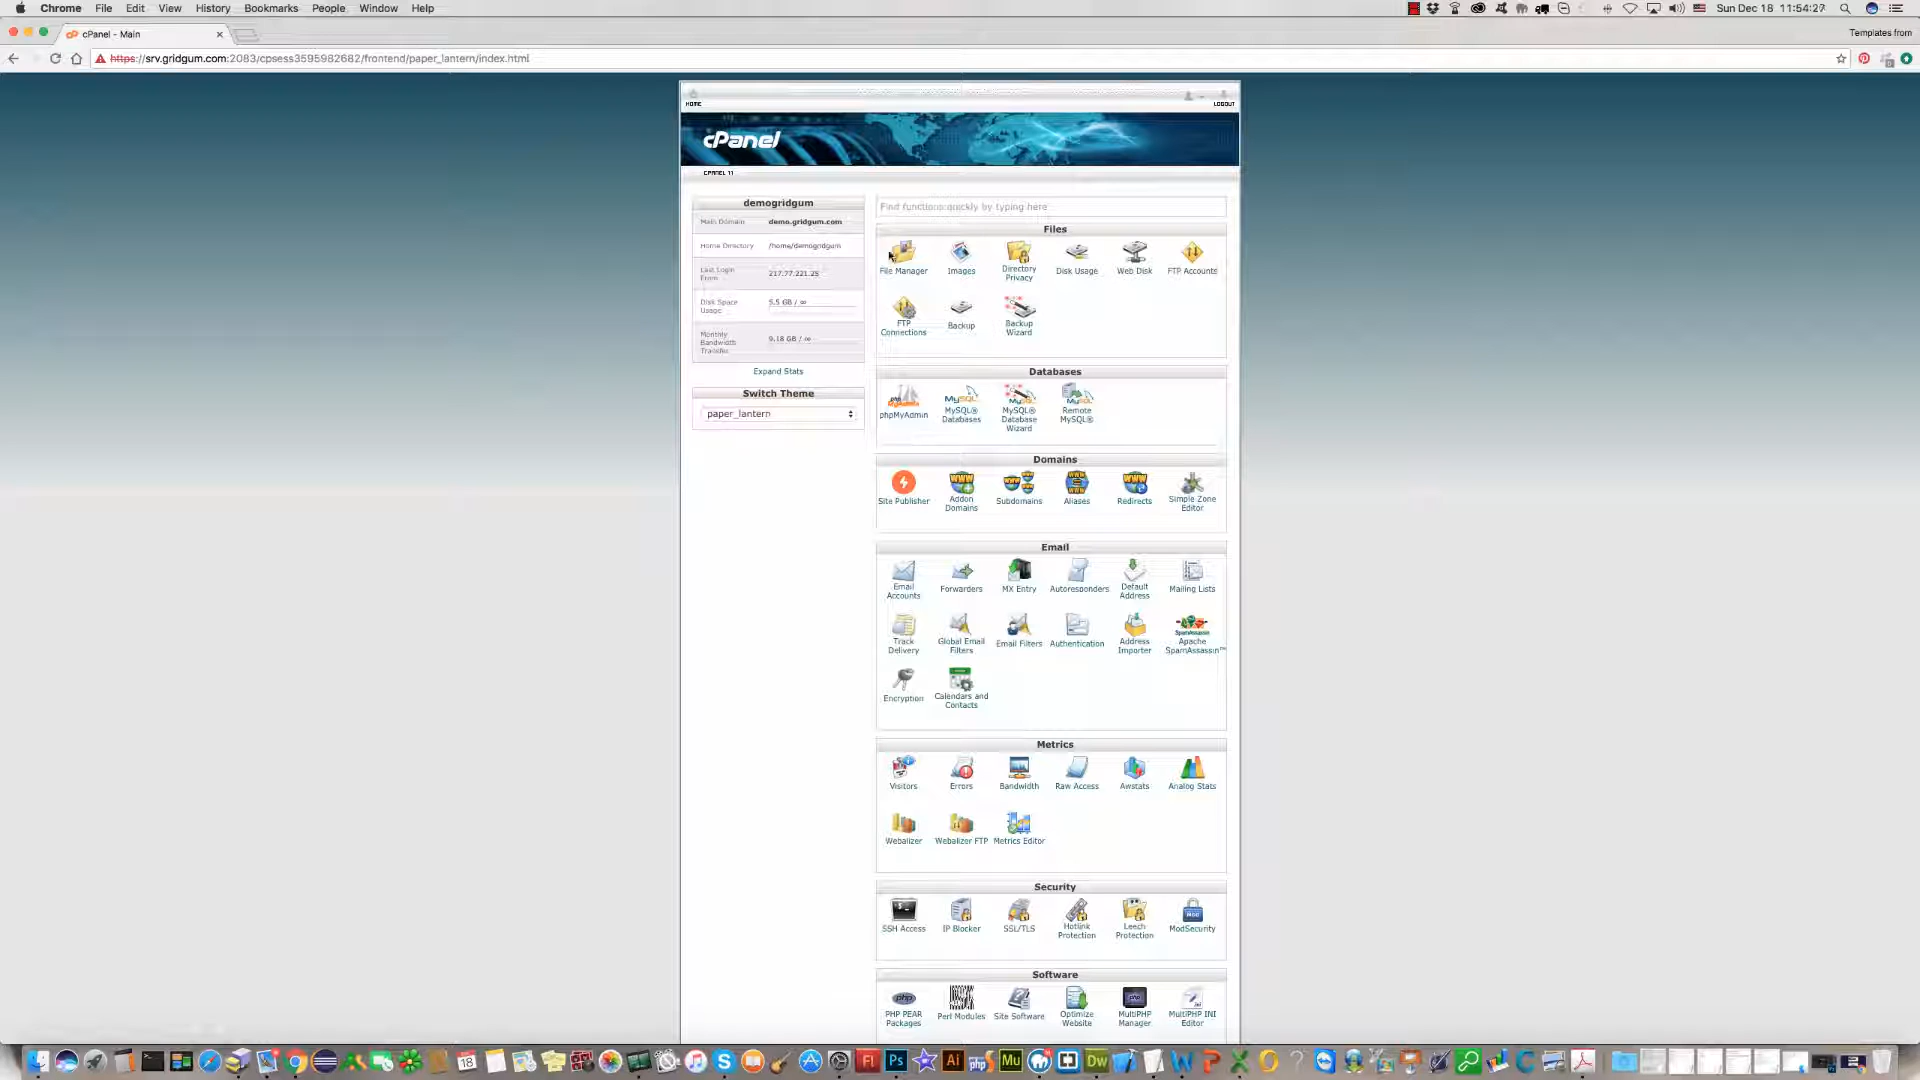 Chrome File Edit View History Bookmarks People Window Help
Sun Dec 18 11:54:27
cPanel - Main
Templates from
https://srv.gridgum.com:2083/cpsess3595982682/frontend/paper_lantern/index.html
HOME
LOGOUT
cPanel
CPANEL 11
demogridgum
Main Domain demo.gridgum.com
Home Directory /home/demogridgum
Last Login From 217.77.221.25
Disk Space Usage 5.5 GB / ∞
Monthly Bandwidth Transfer 9.18 GB / ∞
Expand Stats
Switch Theme
paper_lantern
Find functions quickly by typing here
Files
File Manager Images Directory Privacy Disk Usage Web Disk FTP Accounts
FTP Connections Backup Backup Wizard
Databases
phpMyAdmin MySQL® Databases MySQL® Database Wizard Remote MySQL®
Domains
Site Publisher Addon Domains Subdomains Aliases Redirects Simple Zone Editor
Email
Email Accounts Forwarders MX Entry Autoresponders Default Address Mailing Lists
Track Delivery Global Email Filters Email Filters Authentication Address Importer Apache SpamAssassin™
Encryption Calendars and Contacts
Metrics
Visitors Errors Bandwidth Raw Access Awstats Analog Stats
Webalizer Webalizer FTP Metrics Editor
Security
SSH Access IP Blocker SSL/TLS Hotlink Protection Leech Protection ModSecurity
Software
PHP PEAR Packages Perl Modules Site Software Optimize Website MultiPHP Manager MultiPHP INI Editor